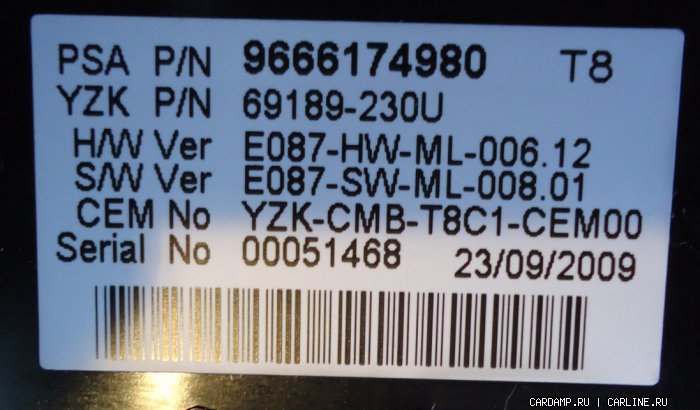 PSA P/N 9666174980 T8
YZK P/N 69189-230U
H/W Ver E087-HW-ML-006.12
S/W Ver E087-SW-ML-008.01
CEM No YZK-CMB-T8C1-CEM00
Serial No 00051468 23/09/2009
CARDAMP.RU | CARLINE.RU